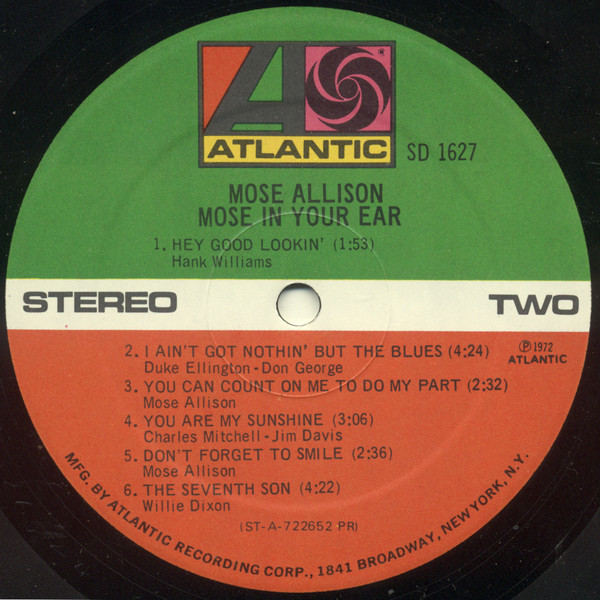 ATLANTIC
SD 1627
MOSE ALLISON
MOSE IN YOUR EAR
1. HEY GOOD LOOKIN' (1:53)
Hank Williams
STEREO
TWO
2. I AIN'T GOT NOTHIN' BUT THE BLUES (4:24)
Duke Ellington - Don George
℗ 1972
ATLANTIC
3. YOU CAN COUNT ON ME TO DO MY PART (2:32)
Mose Allison
4. YOU ARE MY SUNSHINE (3:06)
Charles Mitchell - Jim Davis
5. DON'T FORGET TO SMILE (2:36)
Mose Allison
6. THE SEVENTH SON (4:22)
Willie Dixon
(ST-A-722652 PR)
MFG. BY ATLANTIC RECORDING CORP., 1841 BROADWAY, NEW YORK, N.Y.